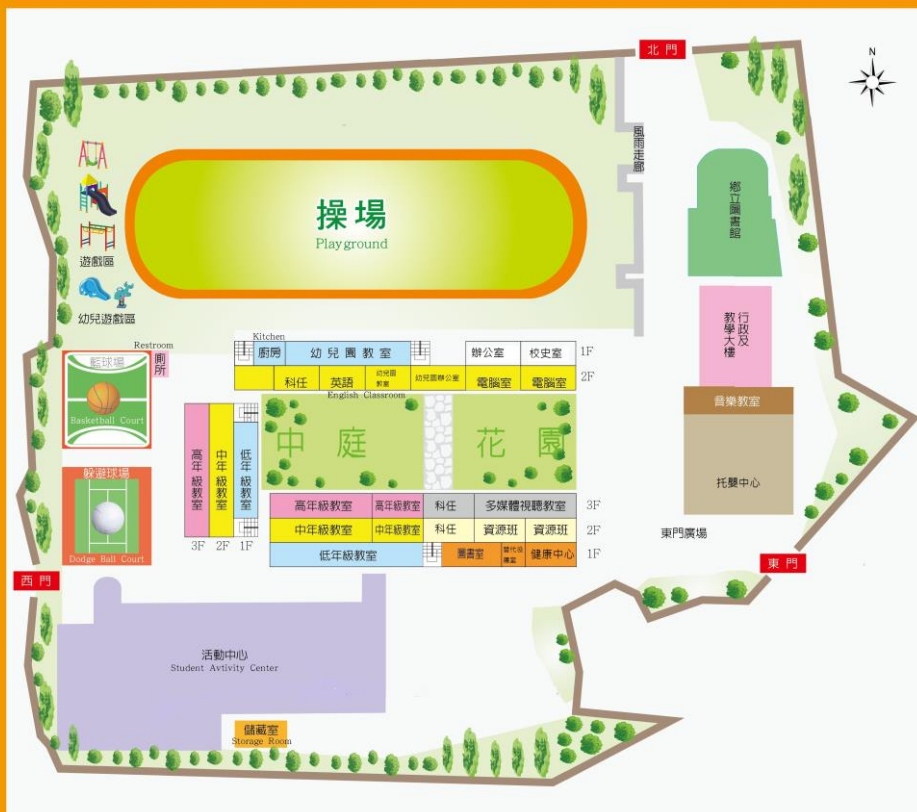 北門
N
風雨走廊
鄉立圖書館
操場
Playground
遊戲區
幼兒遊戲區
行政及
教學大樓
Kitchen
廚房
幼兒園教室
辦公室
校史室
1F
Restroom
廁所
籃球場
Basketball Court
科任
英語
幼兒園
教室
幼兒園辦公室
電腦室
電腦室
2F
English Classroom
音樂教室
中庭
花園
高年級教室
中年級教室
低年級教室
3F
2F
1F
托嬰中心
躲避球場
Dodge Ball Court
高年級教室
高年級教室
科任
多媒體視聽教室
3F
中年級教室
中年級教室
科任
資源班
資源班
2F
低年級教室
圖書室
健康中心
1F
東門廣場
東門
西門
活動中心
Student Avtivity Center
儲藏室
Storage Room